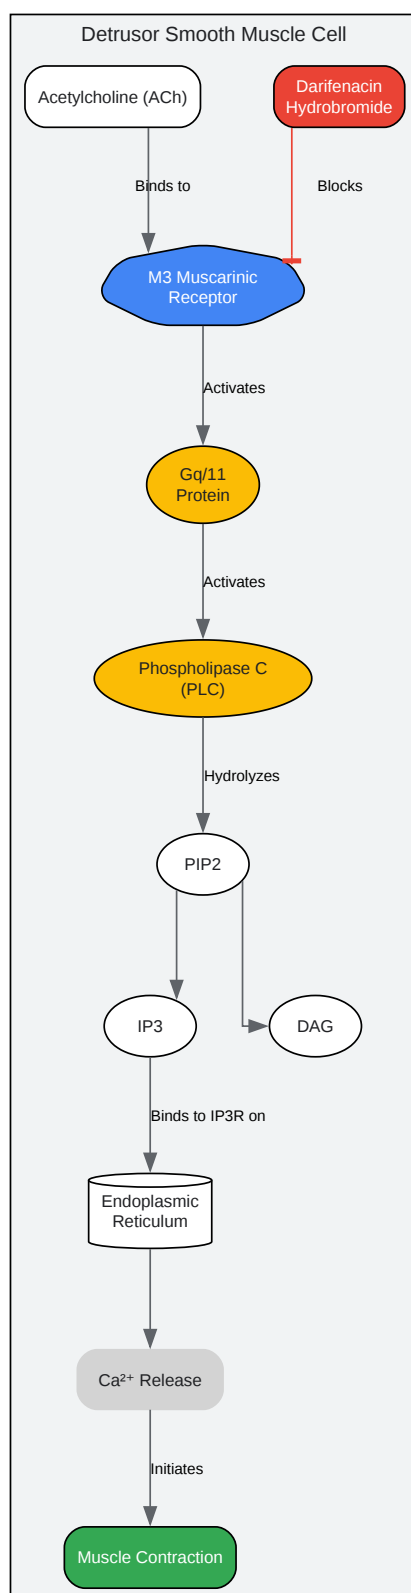 Detrusor Smooth Muscle Cell
Acetylcholine (ACh)
Darifenacin
Hydrobromide
Binds to
Blocks
M3 Muscarinic
Receptor
Activates
Gq/11
Protein
Activates
Phospholipase C
(PLC)
Hydrolyzes
PIP2
IP3
DAG
Binds to IP3R on
Endoplasmic
Reticulum
Ca²⁺ Release
Initiates
Muscle Contraction